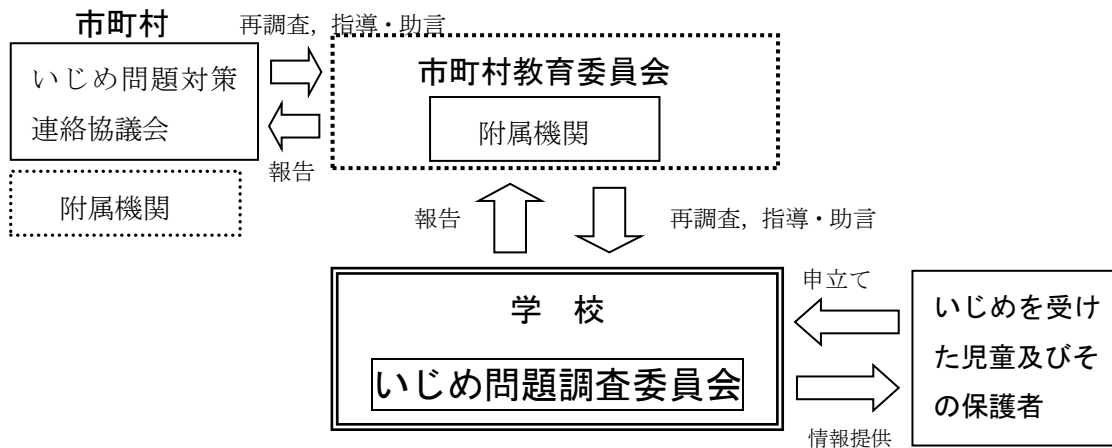 市町村
再調査，指導・助言
いじめ問題対策
連絡協議会
市町村教育委員会
附属機関
報告
附属機関
報告
再調査，指導・助言
学　校
いじめ問題調査委員会
申立て
情報提供
いじめを受け
た児童及びそ
の保護者